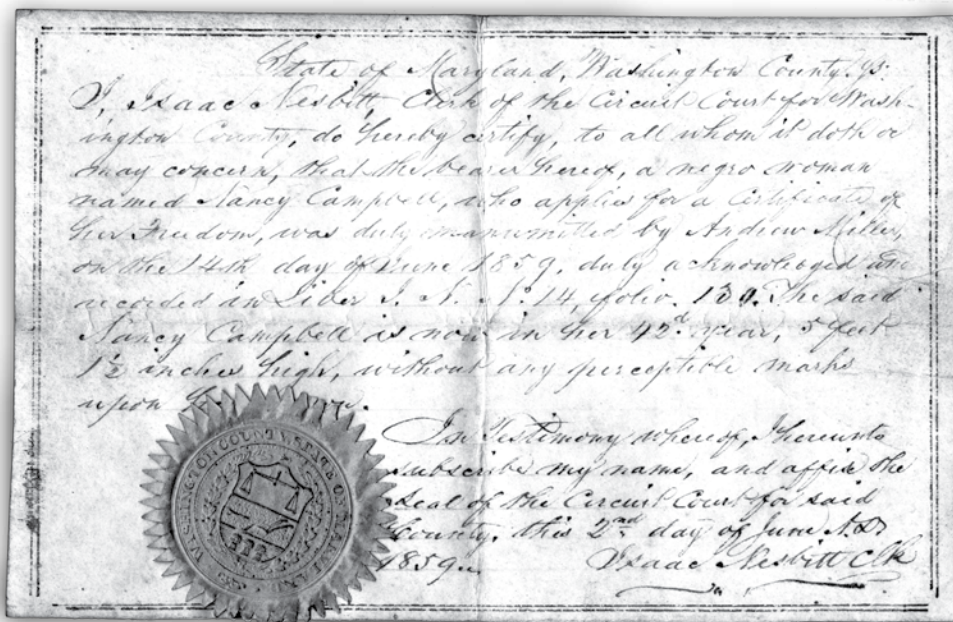 State of Maryland, Washington County, ss:
I, Isaac Nesbitt, Clerk of the Circuit Court for Wash-
ington County, do hereby certify, to all whom it doth or
may concern, that the bearer hereof, a negro woman
named Nancy Campbell, who applies for a Certificate of
her Freedom, was duly manumitted by Andrew Miller,
on the 14th day of June 1859, duly acknowledged and
recorded in Liber I. N. No. 14, folio. 130. The said
Nancy Campbell is now in her 42d year, 5 feet
1½ inches high, without any perceptible marks
upon
In Testimony whereof, I hereunto
subscribe my name, and affix the
Seal of the Circuit Court for said
County, this 2nd day of June A.D.
1859.
Isaac Nesbitt Clk
WASHINGTON COUNTY STATE OF MARYLAND